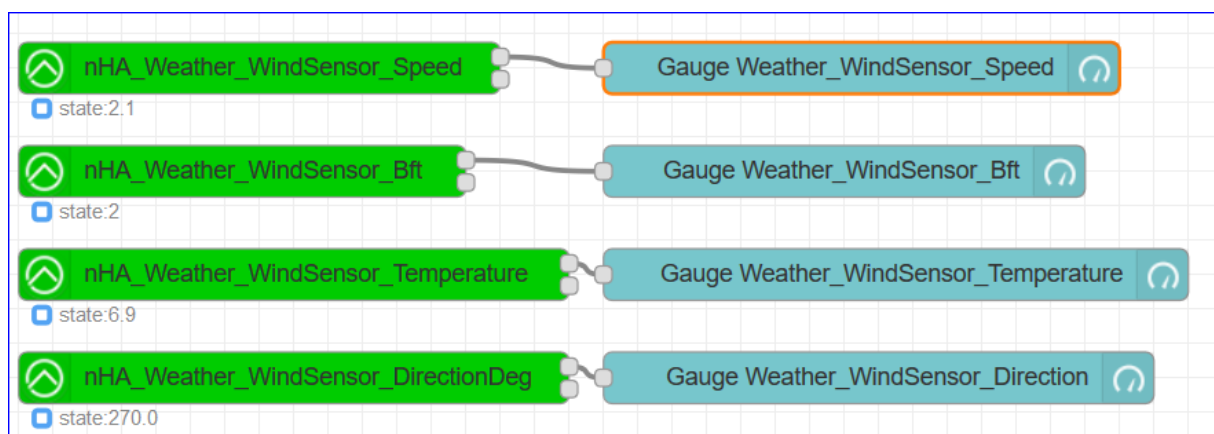 nHA_Weather_WindSensor_Speed
Gauge Weather_WindSensor_Speed
state:2.1
nHA_Weather_WindSensor_Bft
Gauge Weather_WindSensor_Bft
state:2
nHA_Weather_WindSensor_Temperature
Gauge Weather_WindSensor_Temperature
state:6.9
nHA_Weather_WindSensor_DirectionDeg
Gauge Weather_WindSensor_Direction
state:270.0